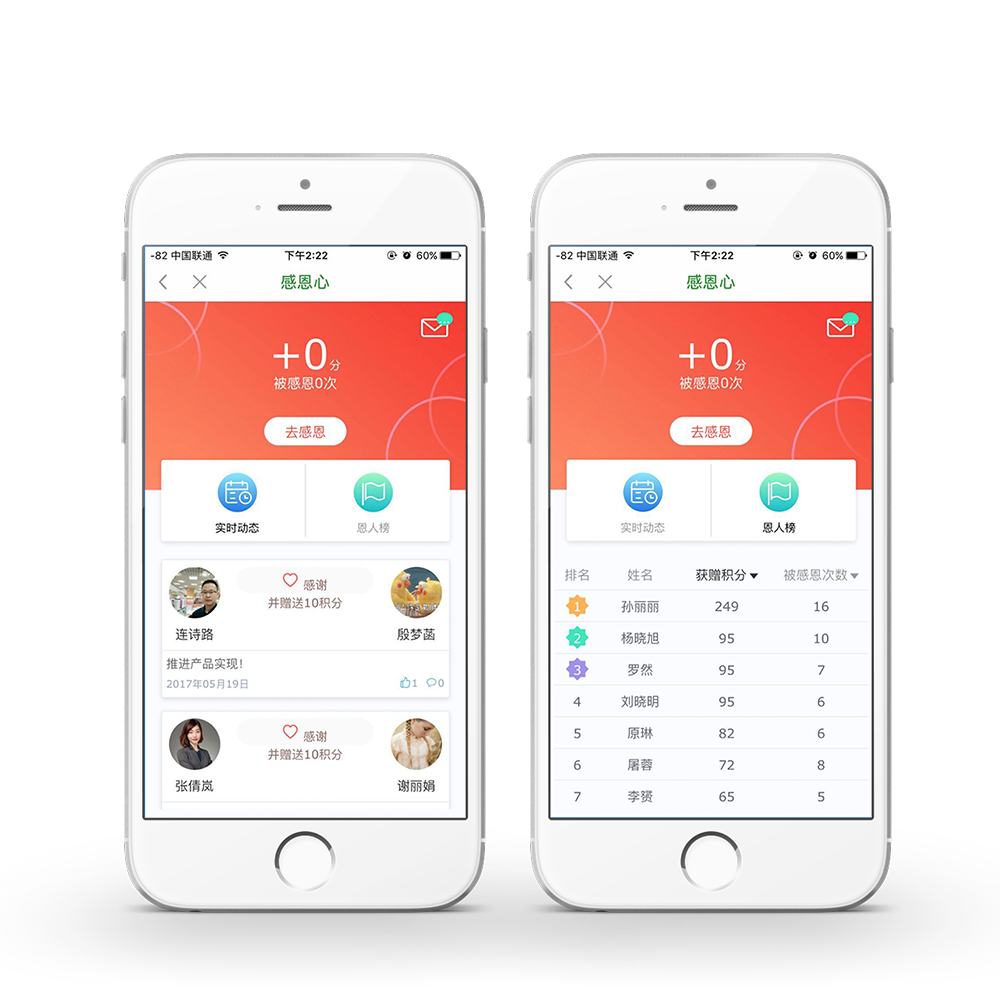 -82 中国联通 下午2:22 60%
感恩心
+0分
被感恩0次
去感恩
实时动态 恩人榜
感谢
并赠送10积分
连诗路 殷梦菡
推进产品实现！
2017年05月19日 1 0
感谢
并赠送10积分
张倩岚 谢丽娟
-82 中国联通 下午2:22 60%
感恩心
+0分
被感恩0次
去感恩
实时动态 恩人榜
排名 姓名 获赠积分 被感恩次数
1 孙丽丽 249 16
2 杨晓旭 95 10
3 罗然 95 7
4 刘晓明 95 6
5 原琳 82 6
6 屠蓉 72 8
7 李赟 65 5